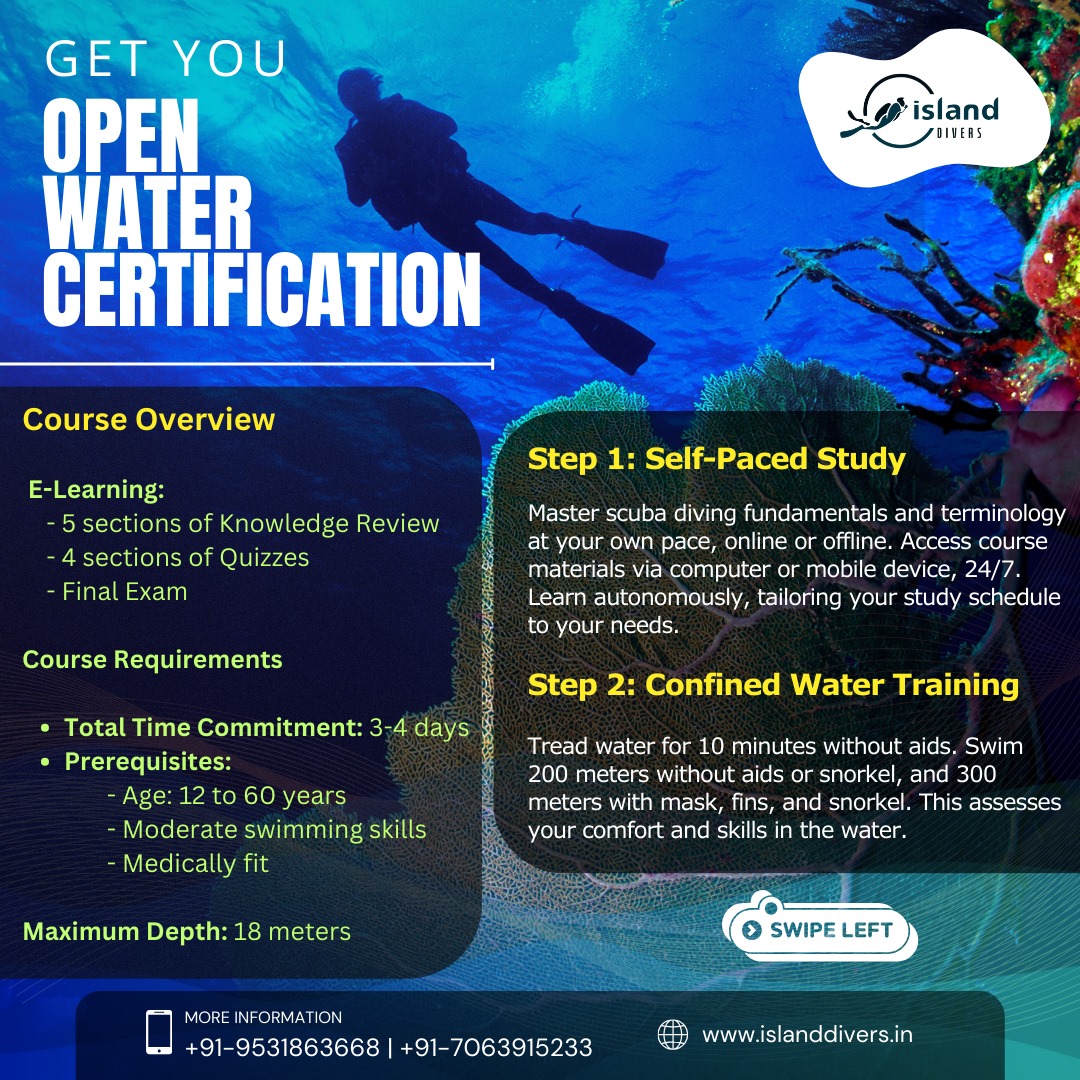 GET YOU
OPEN
WATER
CERTIFICATION
island
DIVERS
Course Overview
E-Learning:
- 5 sections of Knowledge Review
- 4 sections of Quizzes
- Final Exam
Course Requirements
• Total Time Commitment: 3-4 days
• Prerequisites:
- Age: 12 to 60 years
- Moderate swimming skills
- Medically fit
Maximum Depth: 18 meters
Step 1: Self-Paced Study
Master scuba diving fundamentals and terminology
at your own pace, online or offline. Access course
materials via computer or mobile device, 24/7.
Learn autonomously, tailoring your study schedule
to your needs.
Step 2: Confined Water Training
Tread water for 10 minutes without aids. Swim
200 meters without aids or snorkel, and 300
meters with mask, fins, and snorkel. This assesses
your comfort and skills in the water.
SWIPE LEFT
MORE INFORMATION
+91-9531863668 | +91-7063915233
www.islanddivers.in